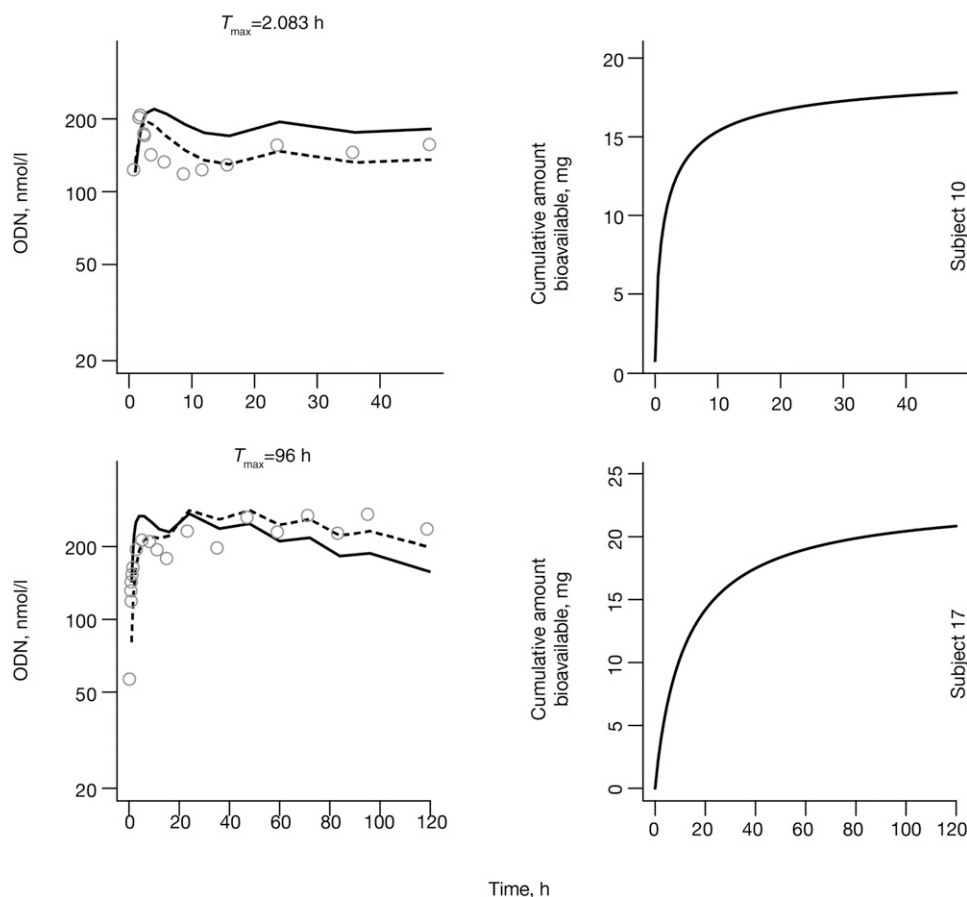 Tmax=2.083 h
ODN, nmol/l
200
100
50
20
0 10 20 30 40
Cumulative amount
bioavailable, mg
20
15
10
5
0
0 10 20 30 40
Subject 10
Tmax=96 h
ODN, nmol/l
200
100
50
20
0 20 40 60 80 100 120
Cumulative amount
bioavailable, mg
25
20
15
10
5
0
0 20 40 60 80 100 120
Subject 17
Time, h